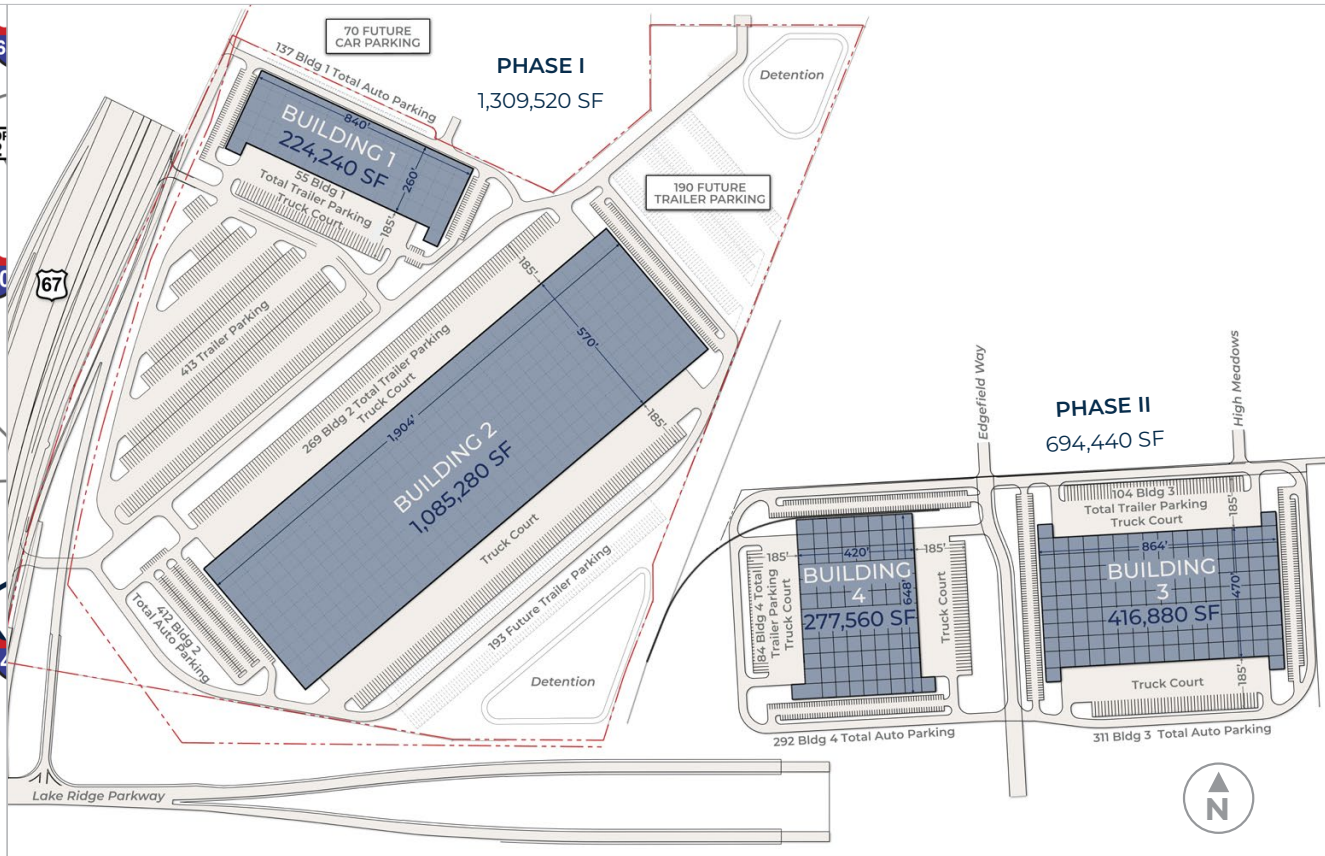 70 FUTURE
CAR PARKING
137 Bldg 1 Total Auto Parking
PHASE I
1,309,520 SF
Detention
840'
BUILDING 1
224,240 SF
260'
55 Bldg 1
Total Trailer Parking
Truck Court
185'
190 FUTURE
TRAILER PARKING
67
413 Trailer Parking
185'
570'
269 Bldg 2 Total Trailer Parking
Truck Court
1,904'
185'
BUILDING 2
1,085,280 SF
Truck Court
193 Future Trailer Parking
412 Bldg 2
Total Auto Parking
Detention
Lake Ridge Parkway
Edgefield Way
High Meadows
PHASE II
694,440 SF
104 Bldg 3
Total Trailer Parking
Truck Court
185'
864'
BUILDING
3
416,880 SF
470'
Truck Court
185'
311 Bldg 3 Total Auto Parking
185'
420'
185'
BUILDING
4
277,560 SF
648'
84 Bldg 4 Total
Trailer Parking
Truck Court
Truck Court
292 Bldg 4 Total Auto Parking
N